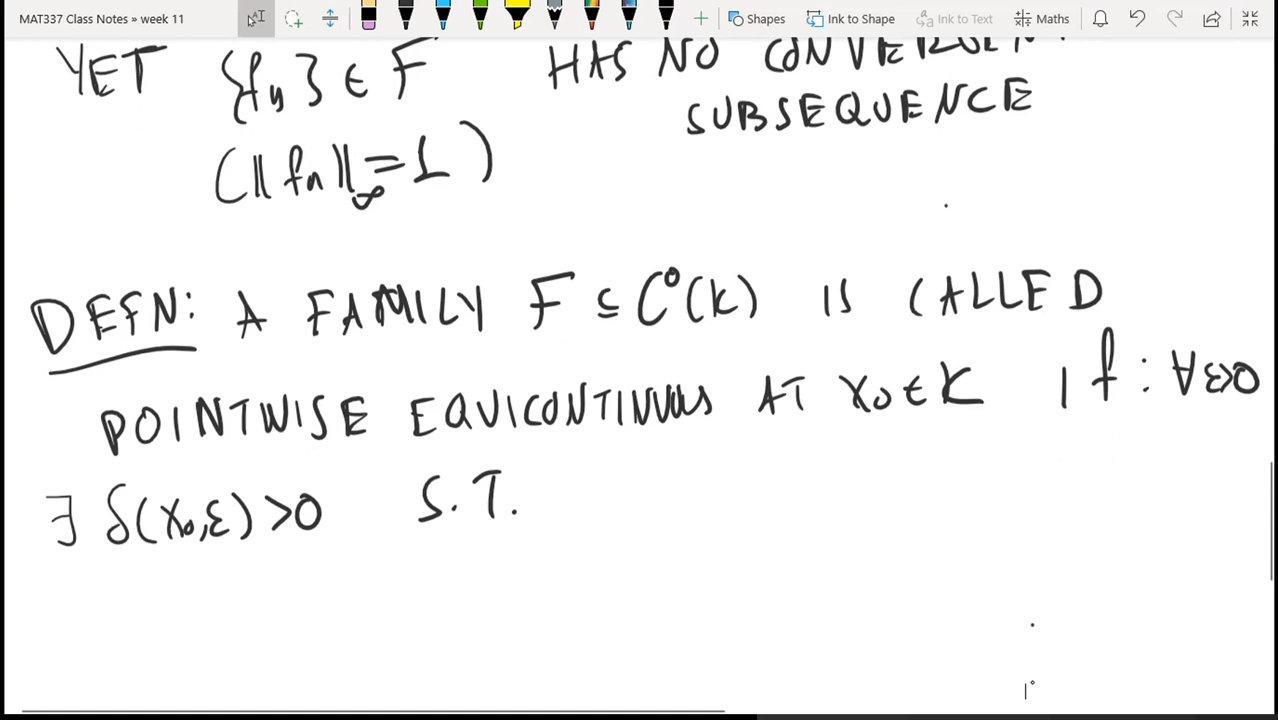 MAT337 Class Notes » week 11
Shapes Ink to Shape Ink to Text Maths
YET {fn} ∈ F HAS NO CONVERGENT
SUBSEQUENCE
(‖fn‖∞ = 1)
DEFN: A FAMILY F ⊆ C⁰(K) IS CALLED
POINTWISE EQUICONTINUOUS AT x₀ ∈ K IF : ∀ε>0
∃ δ(x₀,ε) >0 S.T.